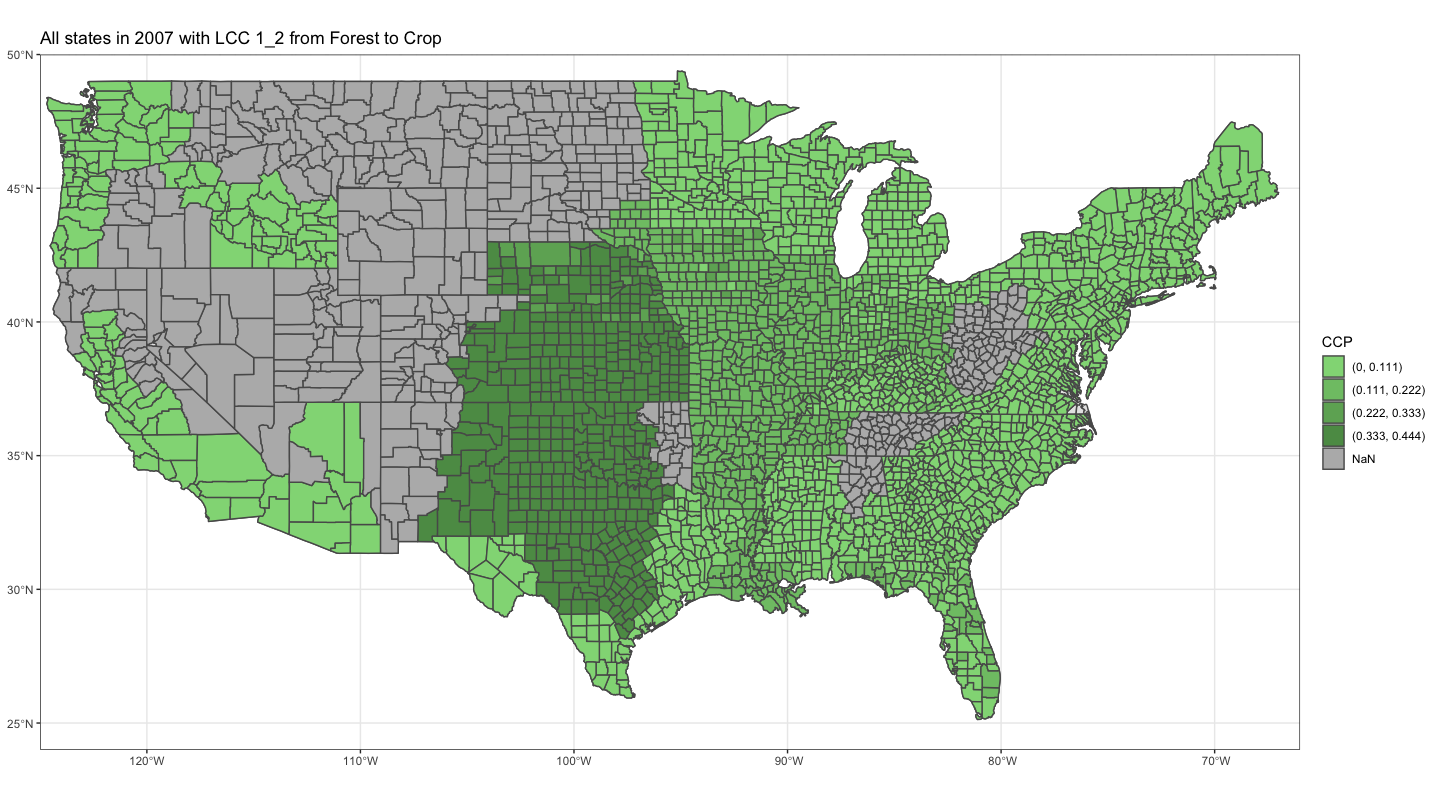 All states in 2007 with LCC 1_2 from Forest to Crop
50°N
45°N
40°N
35°N
30°N
25°N
120°W
110°W
100°W
90°W
80°W
70°W
CCP
(0, 0.111)
(0.111, 0.222)
(0.222, 0.333)
(0.333, 0.444)
NaN